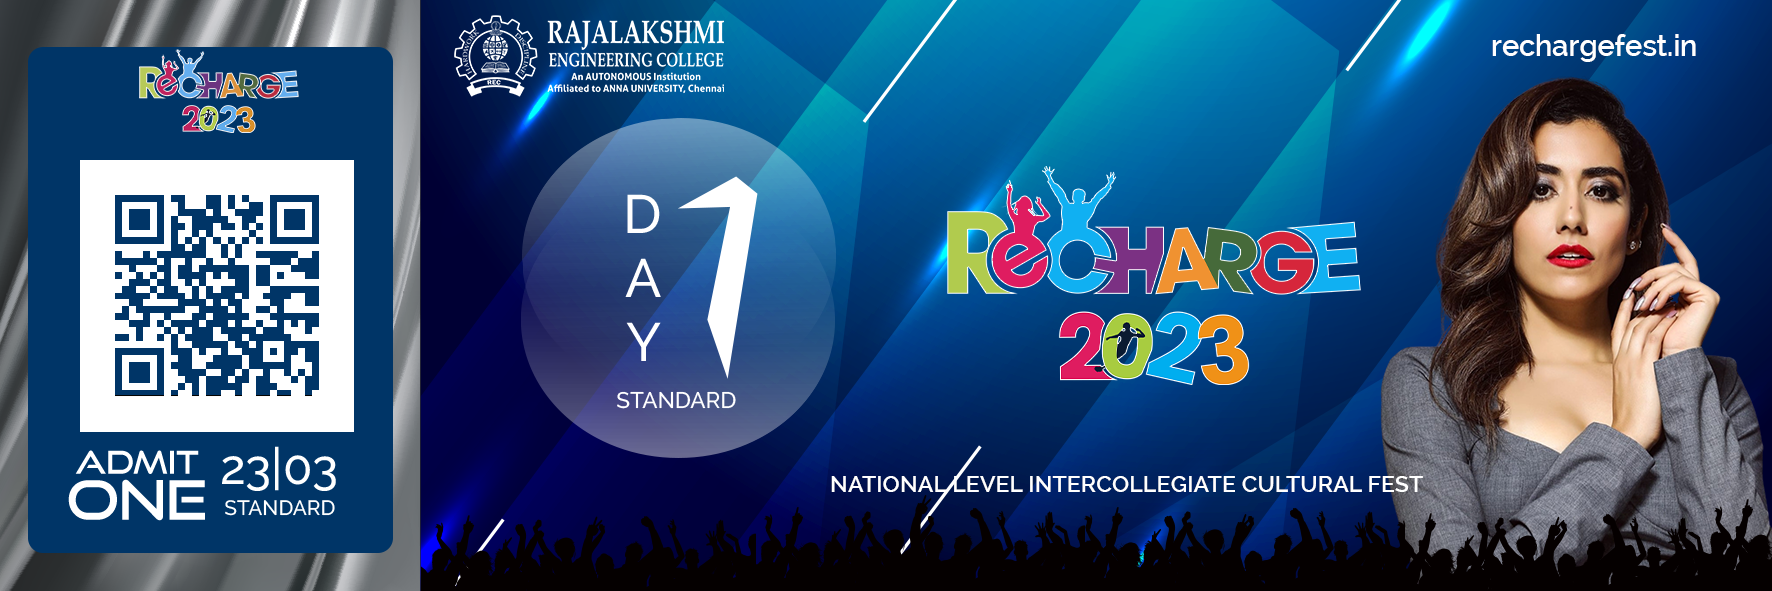 RECHARGE
2023
ADMIT
ONE
23|03
STANDARD
RAJALAKSHMI
ENGINEERING COLLEGE
An AUTONOMOUS Institution
Affiliated to ANNA UNIVERSITY, Chennai
REC
DAY
1
STANDARD
rechargefest.in
ReCHARGE
2023
NATIONAL LEVEL INTERCOLLEGIATE CULTURAL FEST